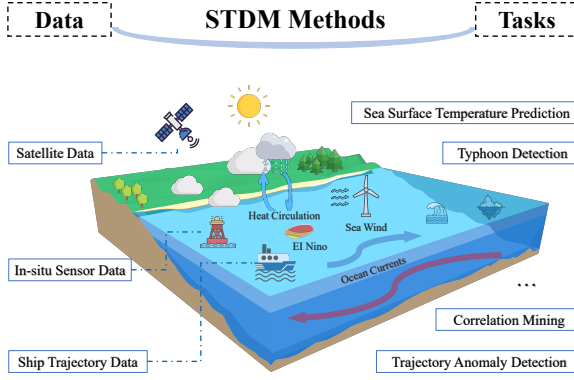 Data
STDM Methods
Tasks
Sea Surface Temperature Prediction
Satellite Data
Typhoon Detection
Heat Circulation
Sea Wind
EI Nino
In-situ Sensor Data
Ocean Currents
...
Correlation Mining
Ship Trajectory Data
Trajectory Anomaly Detection